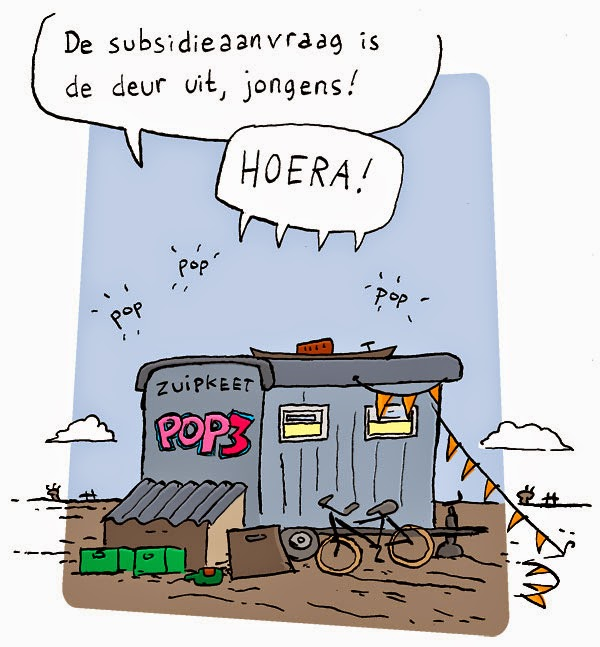 De subsidieaanvraag is
de deur uit, jongens!
HOERA!
pop
pop
pop
ZUIPKEET
POP3